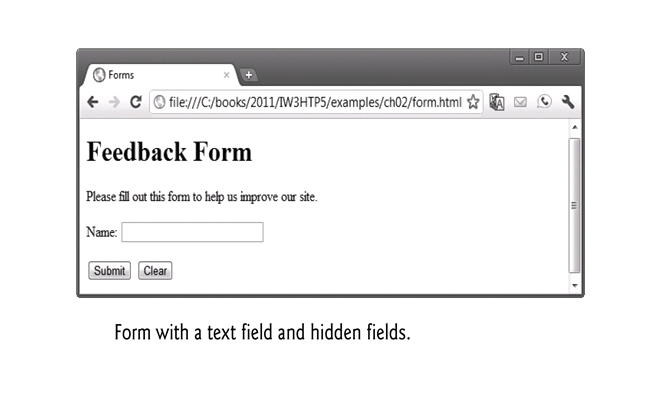 Forms
file:///C:/books/2011/IW3HTP5/examples/ch02/form.html
Feedback Form
Please fill out this form to help us improve our site.
Name:
Submit Clear
Form with a text field and hidden fields.